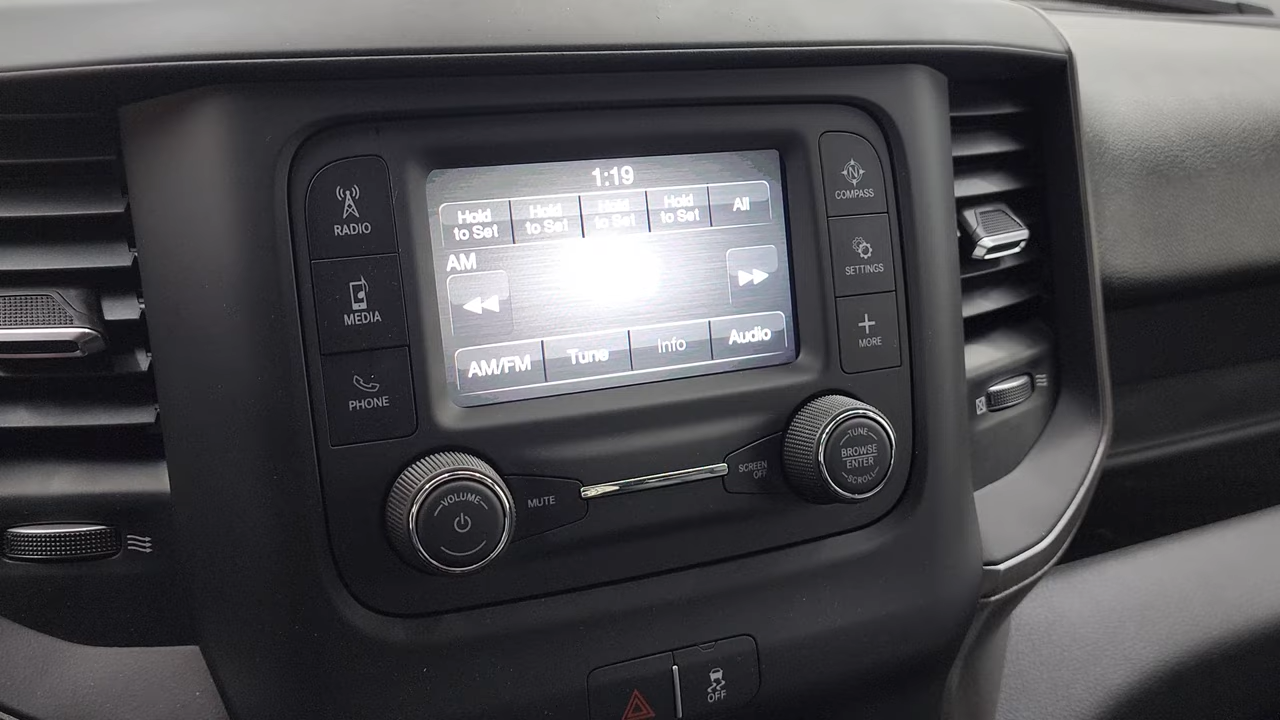 1:19
Hold to Set
Hold to Set
Hold to Set
Hold to Set
All
AM
AM/FM
Tune
Info
Audio
RADIO
MEDIA
PHONE
N
COMPASS
SETTINGS
MORE
VOLUME
MUTE
SCREEN OFF
TUNE
BROWSE
ENTER
SCROLL
OFF